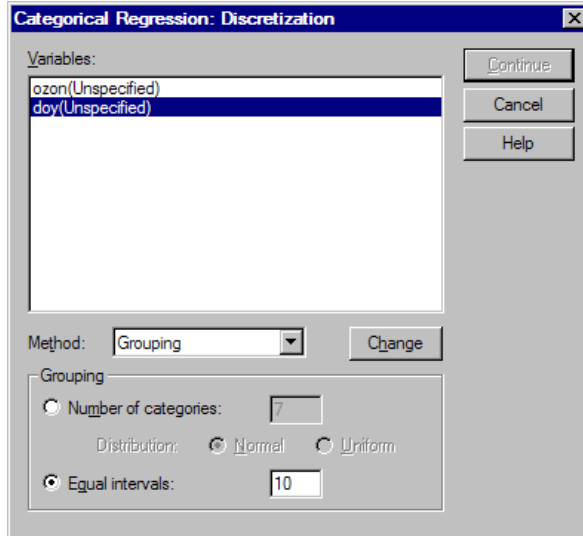 Categorical Regression: Discretization
Variables:
ozon(Unspecified)
doy(Unspecified)
Continue
Cancel
Help
Method: Grouping Change
Grouping
Number of categories: 7
Distribution: Normal Uniform
Equal intervals: 10